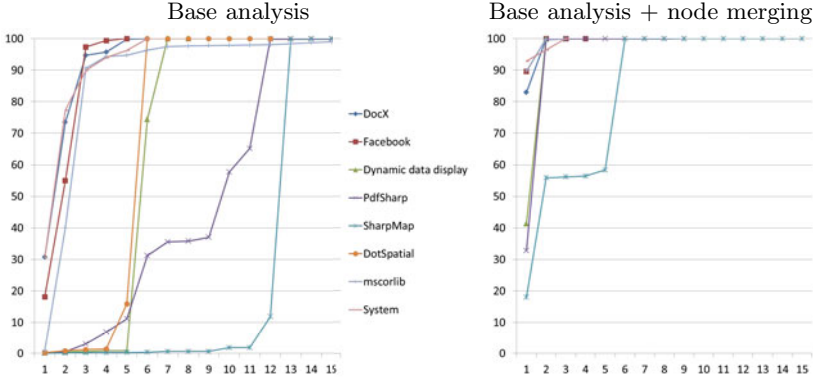 Base analysis
Base analysis + node merging
100
90
80
70
60
50
40
30
20
10
0
1 2 3 4 5 6 7 8 9 10 11 12 13 14 15
DocX
Facebook
Dynamic data display
PdfSharp
SharpMap
DotSpatial
mscorlib
System
100
90
80
70
60
50
40
30
20
10
0
1 2 3 4 5 6 7 8 9 10 11 12 13 14 15